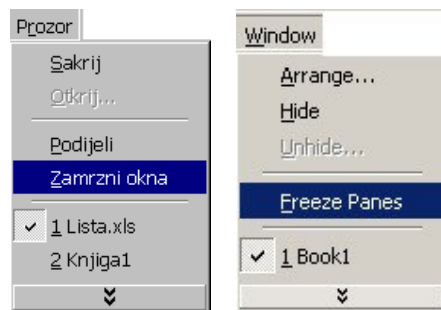 Prozor
Sakrij
Otkrij...
Podijeli
Zamrzni okna
1 Lista.xls
2 Knjiga1
Window
Arrange...
Hide
Unhide...
Freeze Panes
1 Book1